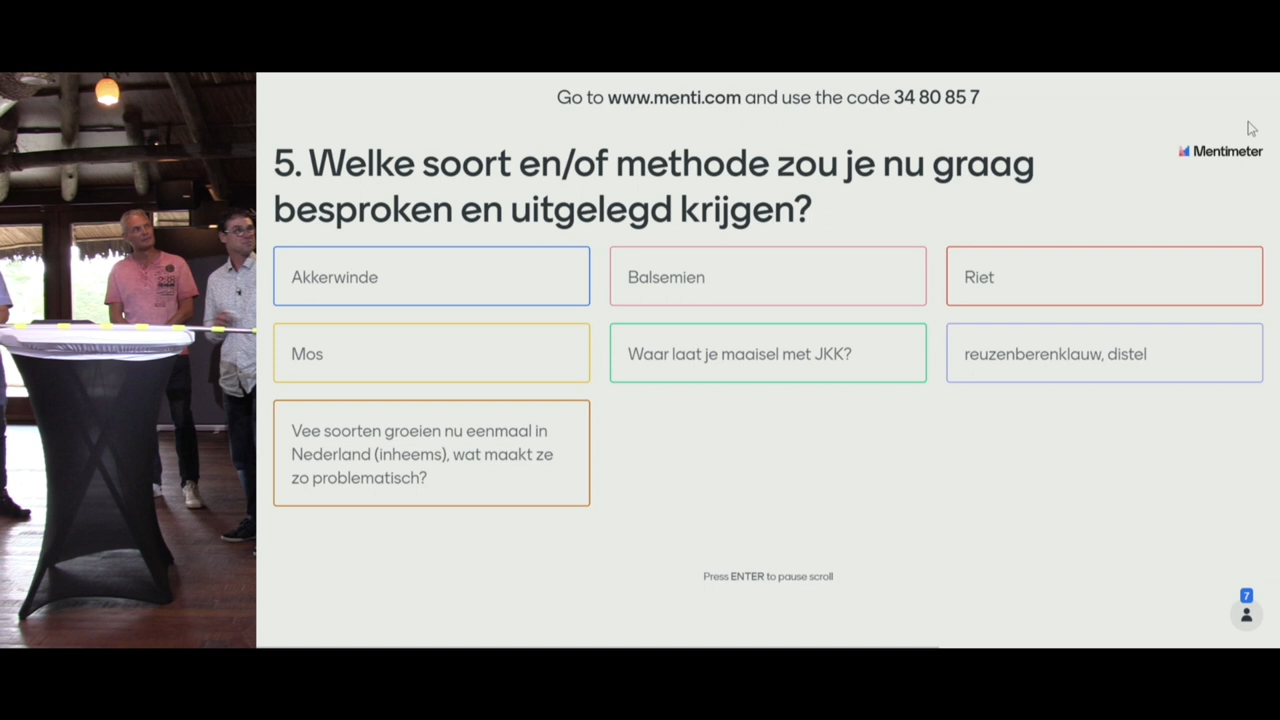 Go to www.menti.com and use the code 34 80 85 7
Mentimeter
5. Welke soort en/of methode zou je nu graag
besproken en uitgelegd krijgen?
Akkerwinde
Balsemien
Riet
Mos
Waar laat je maaisel met JKK?
reuzenberenklauw, distel
Vee soorten groeien nu eenmaal in
Nederland (inheems), wat maakt ze
zo problematisch?
Press ENTER to pause scroll
7